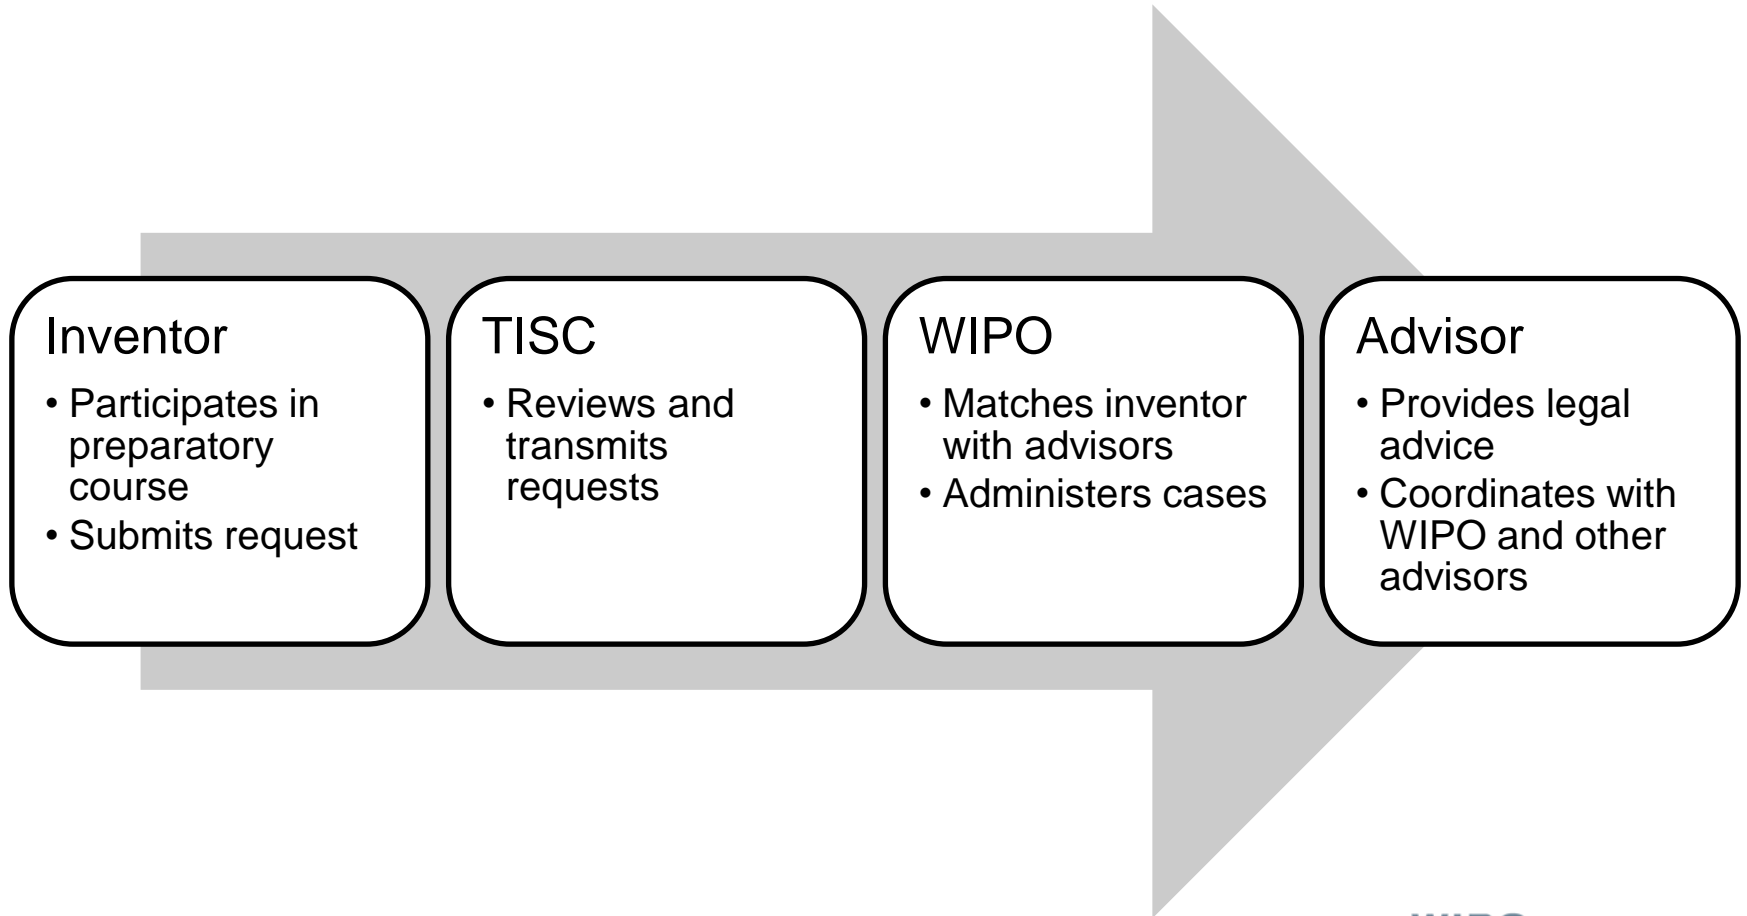 Inventor
• Participates in
preparatory
course
• Submits request
TISC
• Reviews and
transmits
requests
WIPO
• Matches inventor
with advisors
• Administers cases
Advisor
• Provides legal
advice
• Coordinates with
WIPO and other
advisors